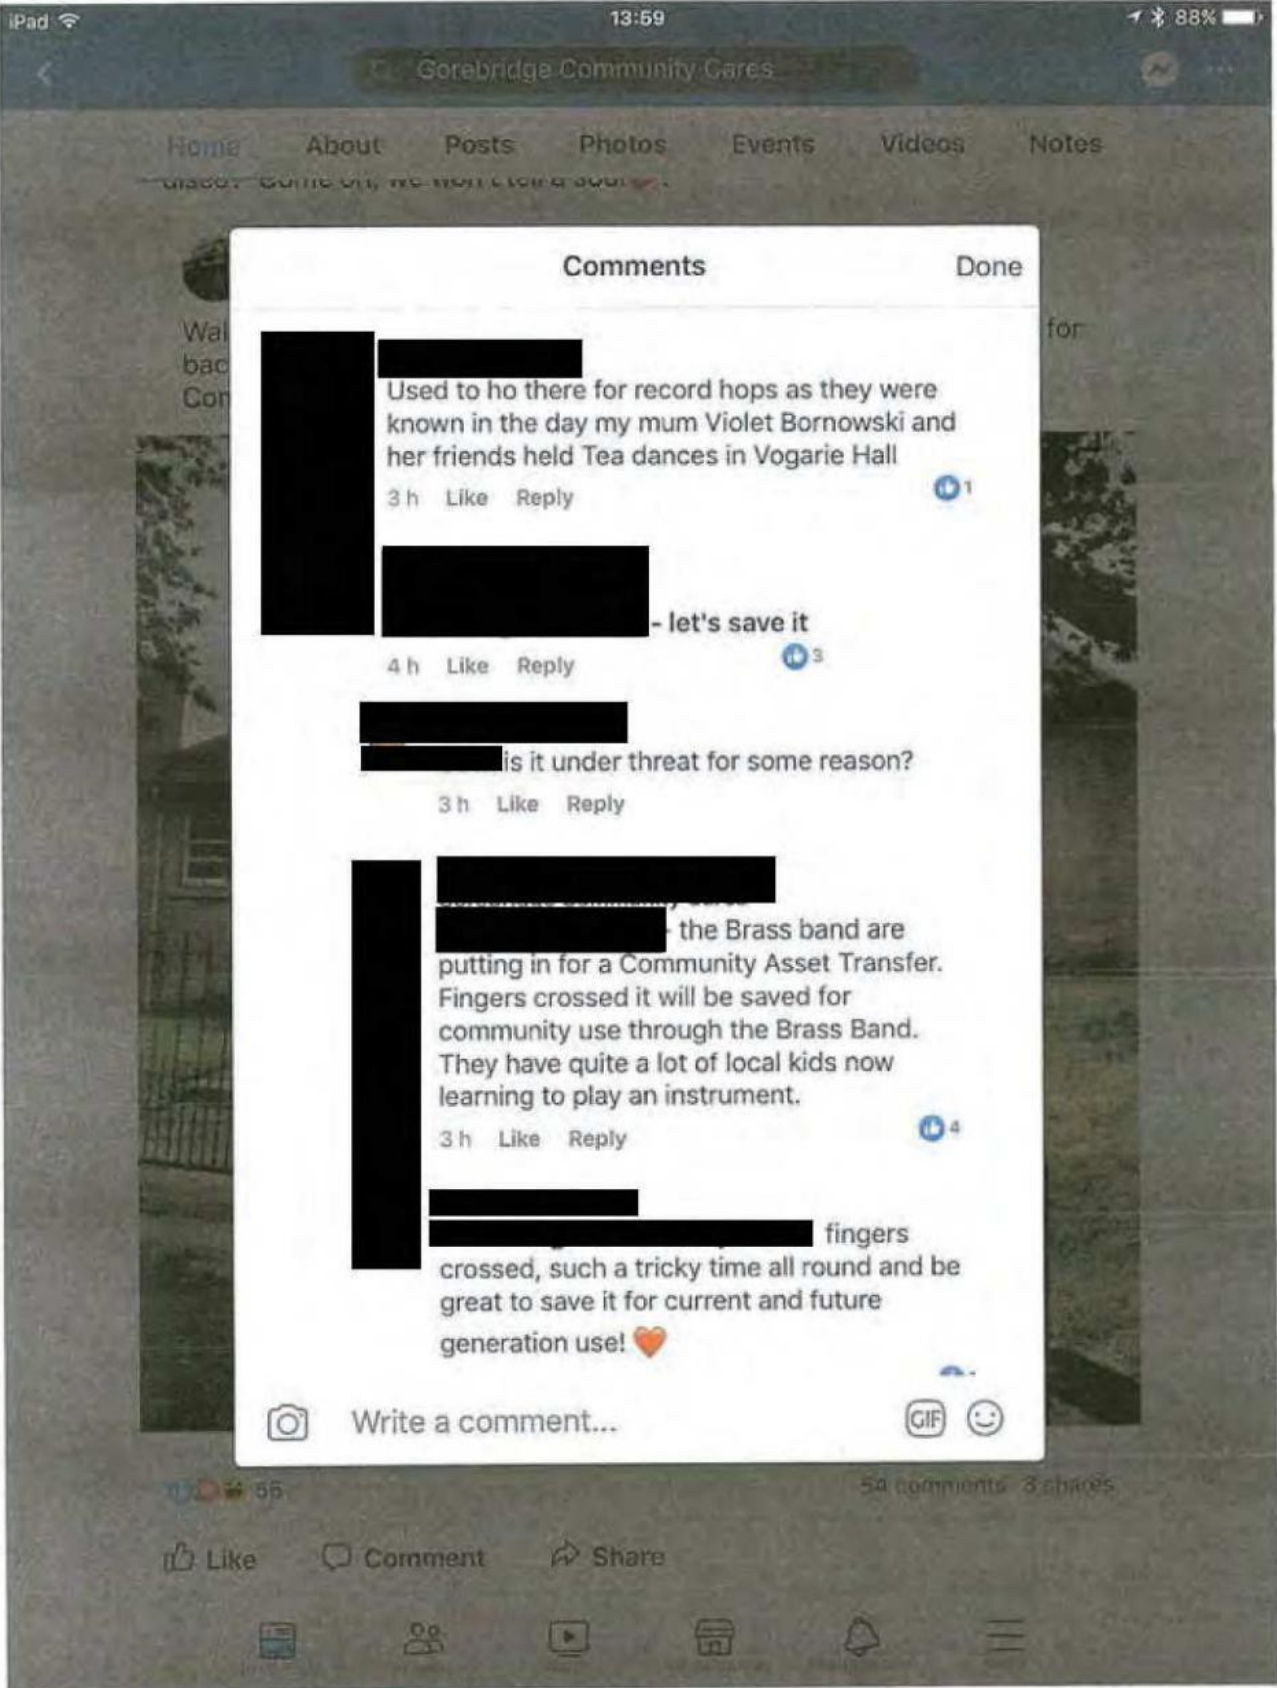 iPad 13:59 88%
Gorebridge Community Cares
Home About Posts Photos Events Videos Notes
Comments Done
Wal
for
bac
Con
Used to ho there for record hops as they were
known in the day my mum Violet Bornowski and
her friends held Tea dances in Vogarie Hall
3 h Like Reply 1
- let's save it
4 h Like Reply 3
is it under threat for some reason?
3 h Like Reply
- the Brass band are
putting in for a Community Asset Transfer.
Fingers crossed it will be saved for
community use through the Brass Band.
They have quite a lot of local kids now
learning to play an instrument.
3 h Like Reply 4
fingers
crossed, such a tricky time all round and be
great to save it for current and future
generation use!
Write a comment... GIF
55 54 comments 3 shares
Like Comment Share